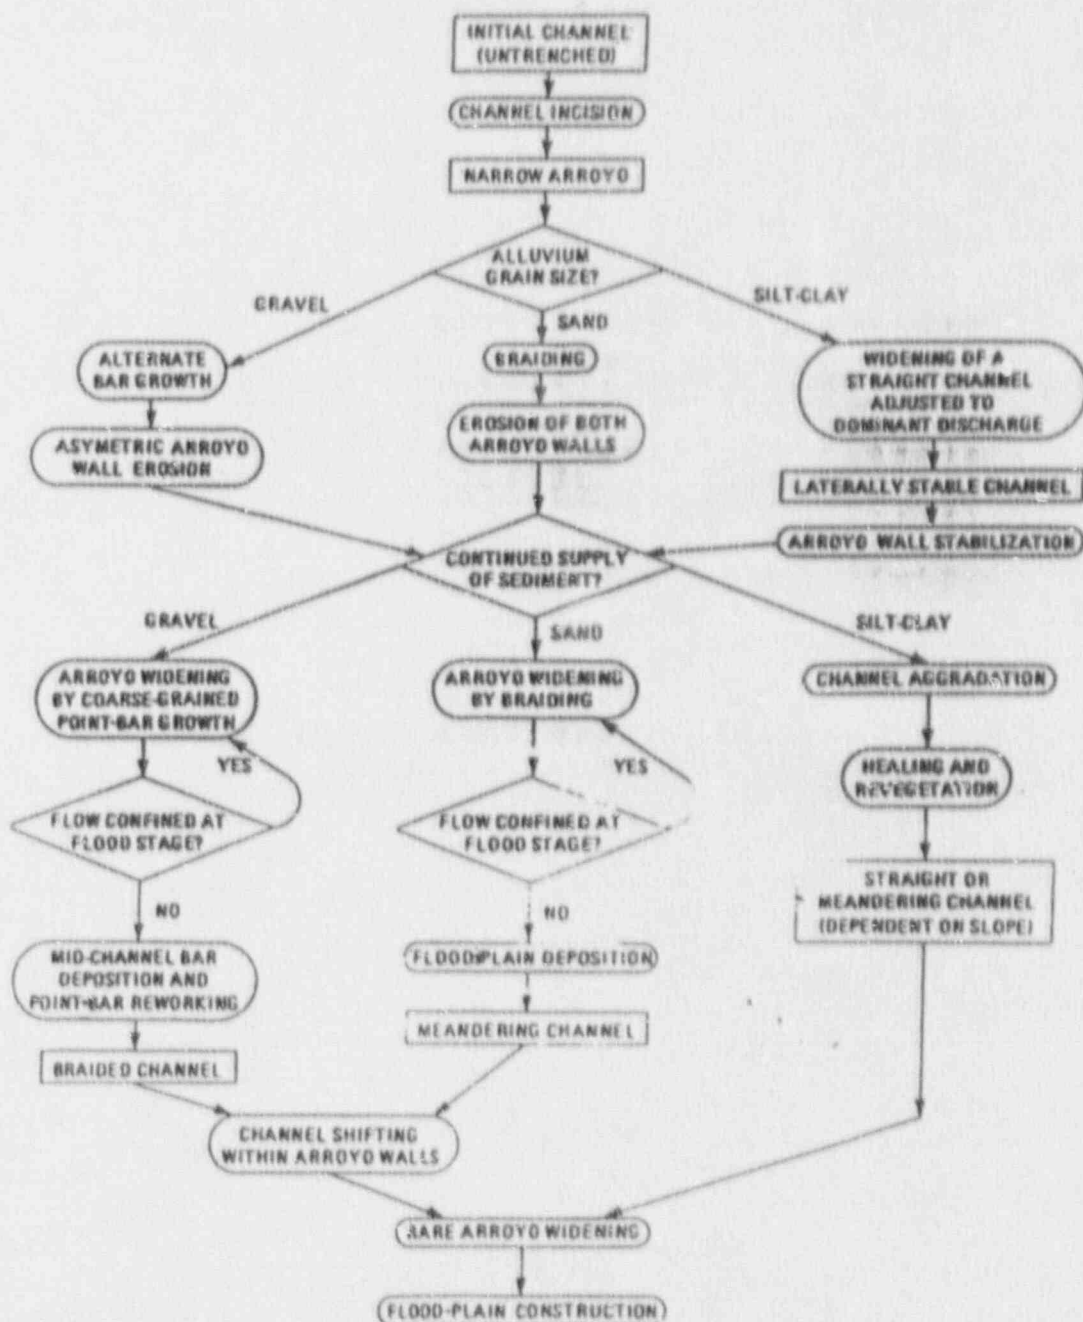 INITIAL CHANNEL
(UNTRENCHED)
CHANNEL INCISION
NARROW ARROYO
ALLUVIUM
GRAIN SIZE?
GRAVEL
SAND
SILT-CLAY
ALTERNATE
BAR GROWTH
BRAIDING
WIDENING OF A
STRAIGHT CHANNEL
ADJUSTED TO
DOMINANT DISCHARGE
ASYMETRIC ARROYO
WALL EROSION
EROSION OF BOTH
ARROYO WALLS
LATERALLY STABLE CHANNEL
ARROYO WALL STABILIZATION
CONTINUED SUPPLY
OF SEDIMENT?
GRAVEL
SAND
SILT-CLAY
ARROYO WIDENING
BY COARSE-GRAINED
POINT-BAR GROWTH
ARROYO WIDENING
BY BRAIDING
CHANNEL AGGRADATION
YES
YES
HEALING AND
REVEGETATION
FLOW CONFINED AT
FLOOD STAGE?
FLOW CONFINED AT
FLOOD STAGE?
STRAIGHT OR
MEANDERING CHANNEL
(DEPENDENT ON SLOPE)
NO
NO
MID-CHANNEL BAR
DEPOSITION AND
POINT-BAR REWORKING
FLOOD-PLAIN DEPOSITION
MEANDERING CHANNEL
BRAIDED CHANNEL
CHANNEL SHIFTING
WITHIN ARROYO WALLS
RARE ARROYO WIDENING
FLOOD-PLAIN CONSTRUCTION